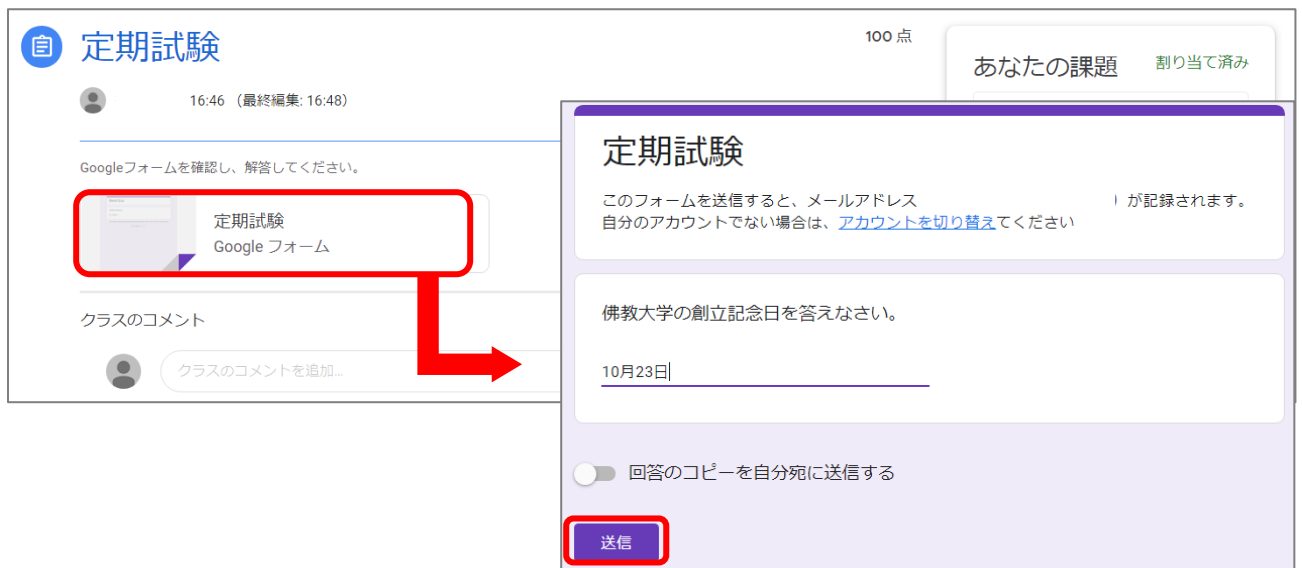 定期試験
100 点
あなたの課題
割り当て済み
16:46 （最終編集: 16:48）
Googleフォームを確認し、解答してください。
定期試験
Google フォーム
クラスのコメント
クラスのコメントを追加...
定期試験
このフォームを送信すると、メールアドレス ）が記録されます。
自分のアカウントでない場合は、アカウントを切り替えてください
佛教大学の創立記念日を答えなさい。
10月23日
回答のコピーを自分宛に送信する
送信